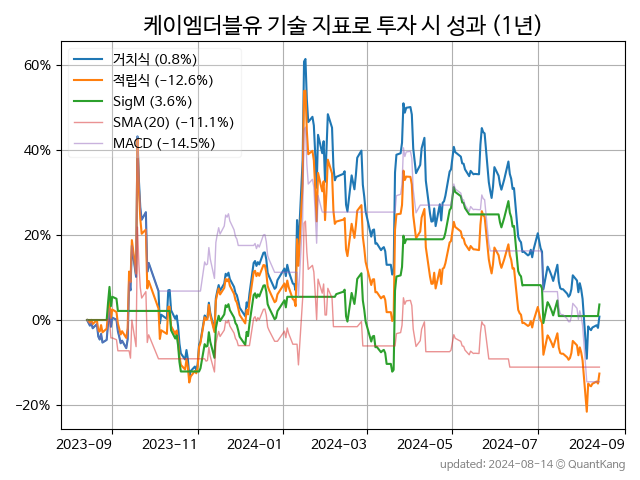 케이엠더블유 기술 지표로 투자 시 성과 (1년)
거치식 (0.8%)
적립식 (−12.6%)
SigM (3.6%)
SMA(20) (−11.1%)
MACD (−14.5%)
60%
40%
20%
0%
−20%
2023-09 2023-11 2024-01 2024-03 2024-05 2024-07 2024-09
updated: 2024-08-14 © QuantKang